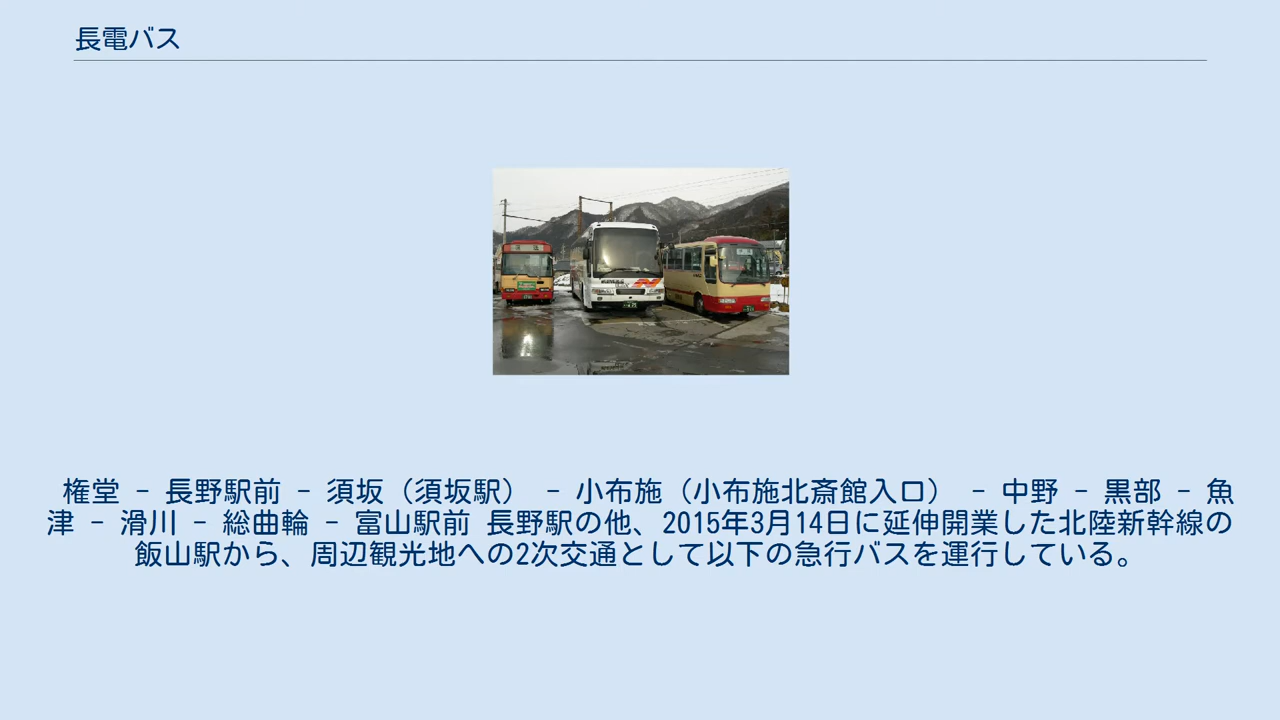 長電バス
権堂 － 長野駅前 － 須坂（須坂駅） － 小布施（小布施北斎館入口） － 中野 － 黒部 － 魚
津 － 滑川 － 総曲輪 － 富山駅前 長野駅の他、2015年3月14日に延伸開業した北陸新幹線の
飯山駅から、周辺観光地への2次交通として以下の急行バスを運行している。